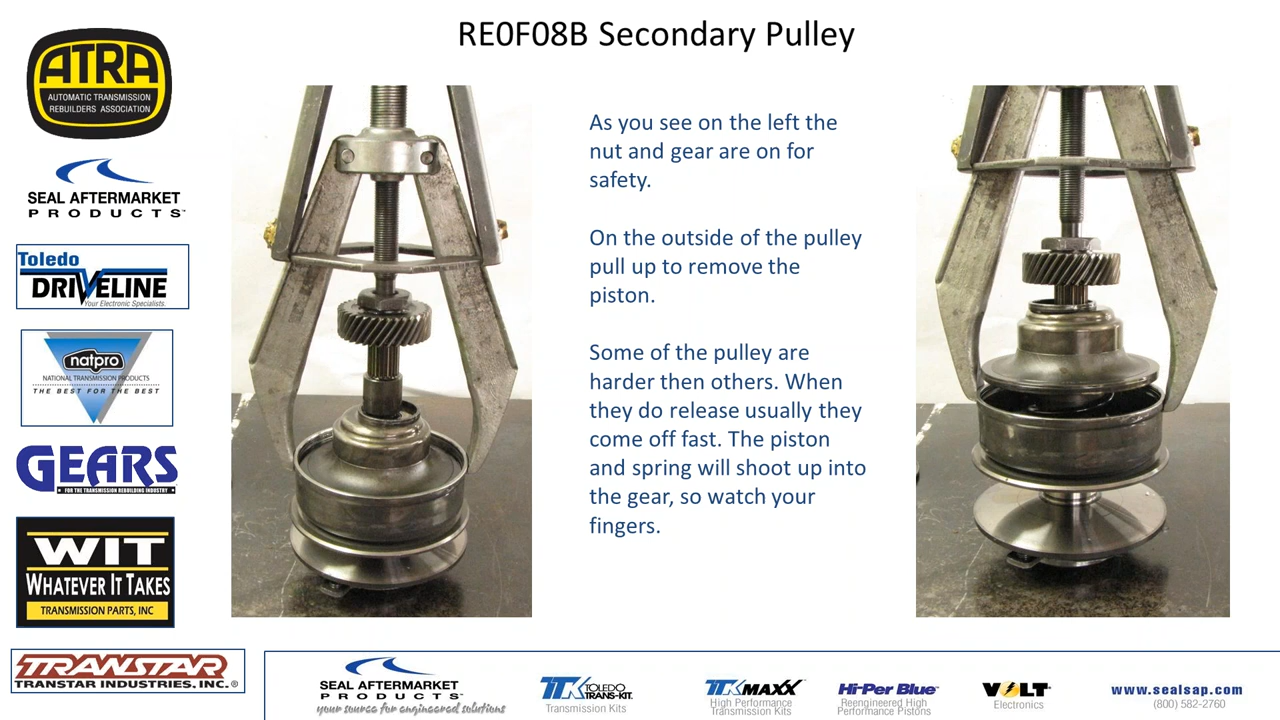 RE0F08B Secondary Pulley
ATRA
AUTOMATIC TRANSMISSION
REBUILDERS ASSOCIATION
SEAL AFTERMARKET
PRODUCTS™
Toledo
DRIVELINE
Your Electronic Specialists.
natpro
NATIONAL TRANSMISSION PRODUCTS
THE BEST FOR THE BEST
GEARS
FOR THE TRANSMISSION REBUILDING INDUSTRY
WIT
WHATEVER IT TAKES
TRANSMISSION PARTS, INC
TRANSTAR
TRANSTAR INDUSTRIES, INC.®
As you see on the left the
nut and gear are on for
safety.
On the outside of the pulley
pull up to remove the
piston.
Some of the pulley are
harder then others. When
they do release usually they
come off fast. The piston
and spring will shoot up into
the gear, so watch your
fingers.
SEAL AFTERMARKET
PRODUCTS™
your source for engineered solutions
TTK TOLEDO
TRANS-KIT.
Transmission Kits
TTK MAXX
High Performance
Transmission Kits
Hi-Per Blue™
Reengineered High
Performance Pistons
VOLT
Electronics
www.sealsap.com
(800) 582-2760